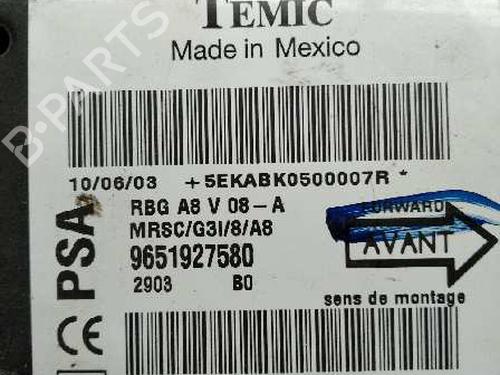 TEMIC
Made in Mexico
10/06/03 +5EKABK0500007R*
PSA
RBG A8 V 08-A
MRSC/G3I/8/A8
9651927580
2903 B0
FORWARD
AVANT
sens de montage
CE
B-PARTS